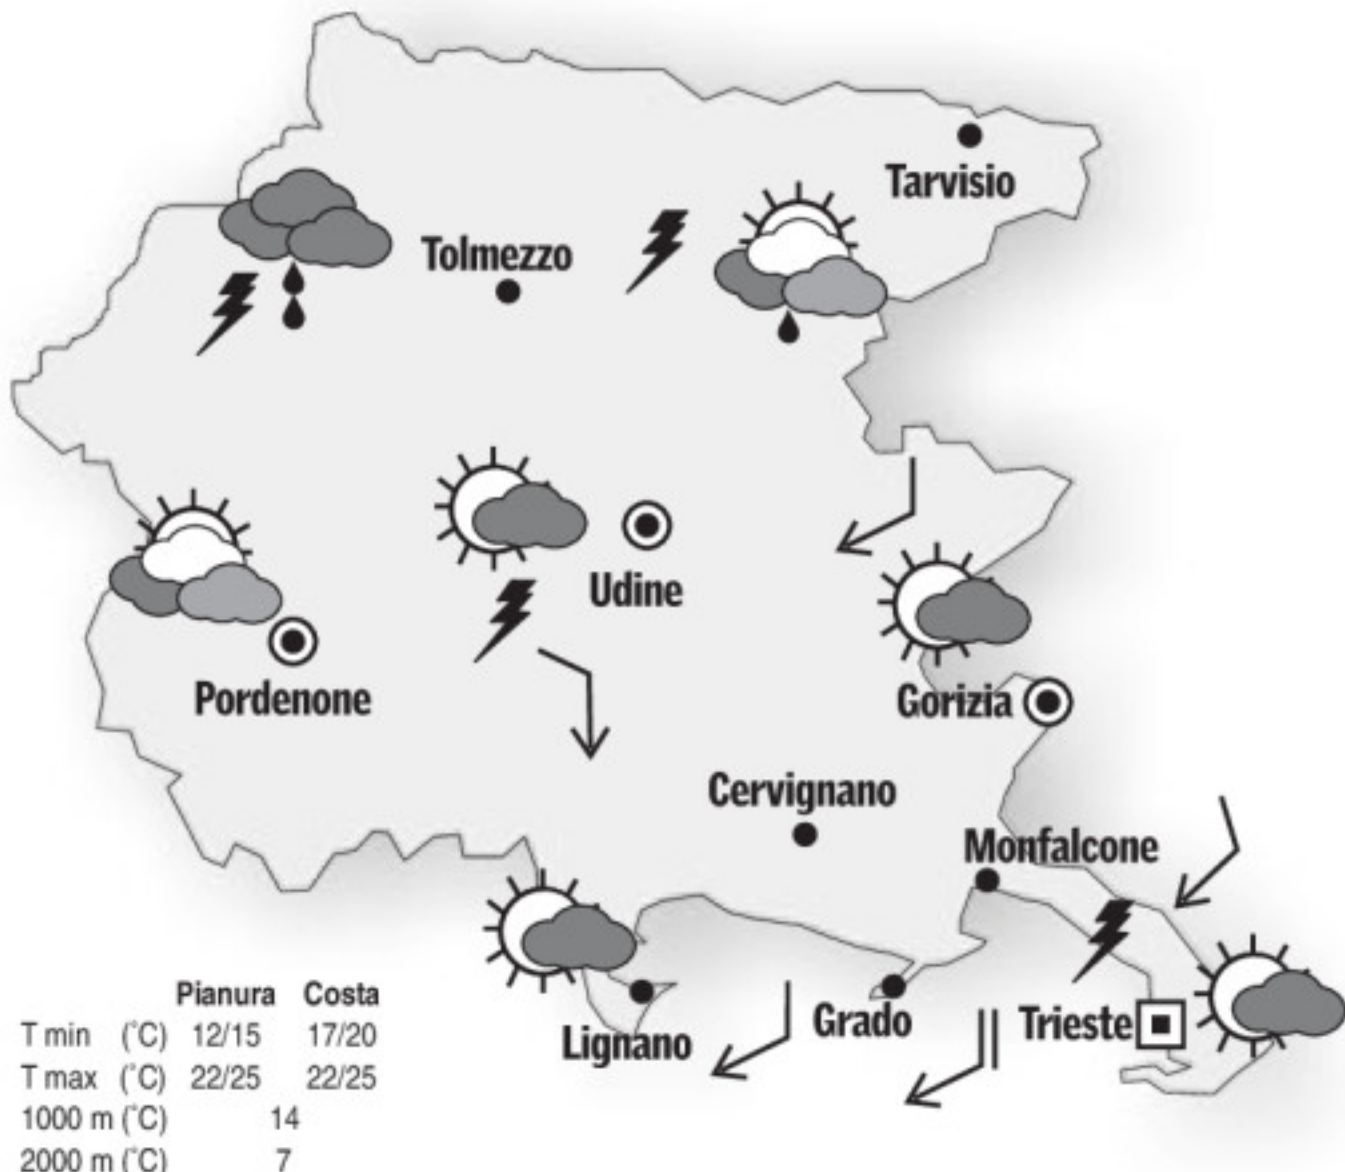 Tarvisio
Tolmezzo
Udine
Pordenone
Gorizia
Cervignano
Monfalcone
Grado
Trieste
Lignano
Pianura Costa
T min (°C) 12/15 17/20
T max (°C) 22/25 22/25
1000 m (°C) 14
2000 m (°C) 7